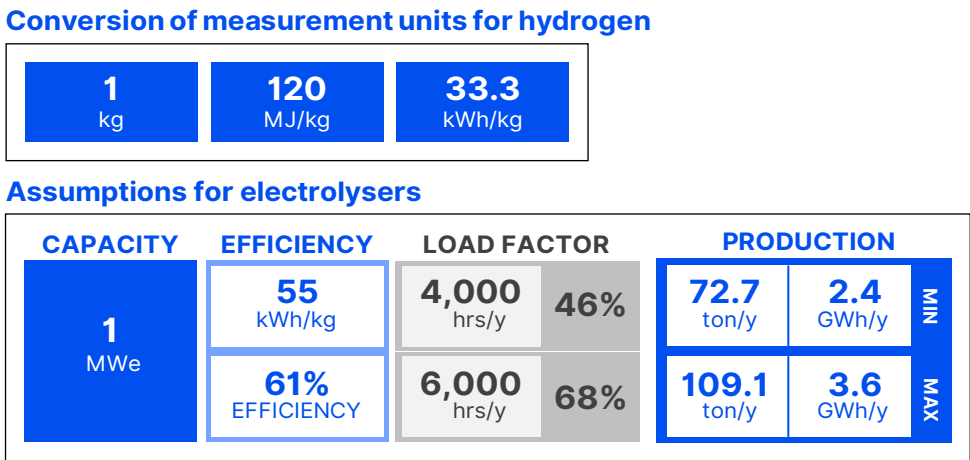 Conversion of measurement units for hydrogen
1 120 33.3
kg MJ/kg kWh/kg
Assumptions for electrolysers
CAPACITY EFFICIENCY LOAD FACTOR PRODUCTION
1
MWe
55
kWh/kg
61%
EFFICIENCY
4,000
hrs/y
46%
6,000
hrs/y
68%
72.7
ton/y
2.4
GWh/y
MIN
109.1
ton/y
3.6
GWh/y
MAX